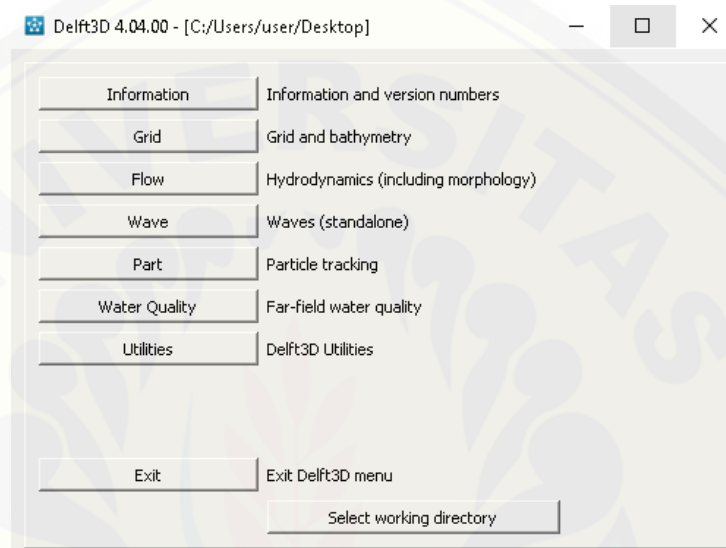 Delft3D 4.04.00 - [C:/Users/user/Desktop]
Information Information and version numbers
Grid Grid and bathymetry
Flow Hydrodynamics (including morphology)
Wave Waves (standalone)
Part Particle tracking
Water Quality Far-field water quality
Utilities Delft3D Utilities
Exit Exit Delft3D menu
Select working directory
UNIVERSITAS